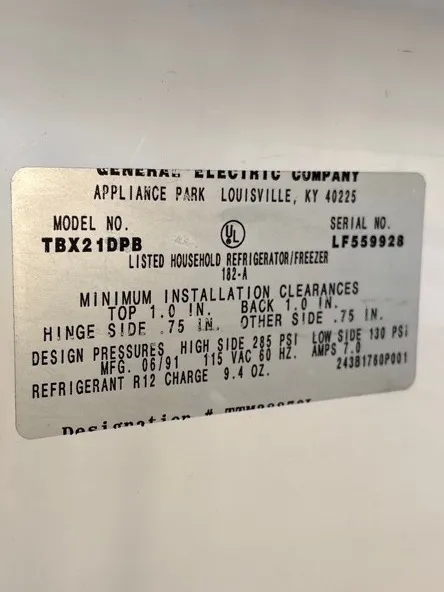 GENERAL ELECTRIC COMPANY
APPLIANCE PARK LOUISVILLE, KY 40225
MODEL NO. SERIAL NO.
TBX21DPB UL LF559928
LISTED HOUSEHOLD REFRIGERATOR/FREEZER
182-A
MINIMUM INSTALLATION CLEARANCES
TOP 1.0 IN. BACK 1.0 IN.
HINGE SIDE .75 IN. OTHER SIDE .75 IN.
DESIGN PRESSURES HIGH SIDE 285 PSI LOW SIDE 130 PSI
MFG. 06/91 115 VAC 60 HZ. AMPS 7.0
REFRIGERANT R12 CHARGE 9.4 OZ. 243B1760P001
Designation #